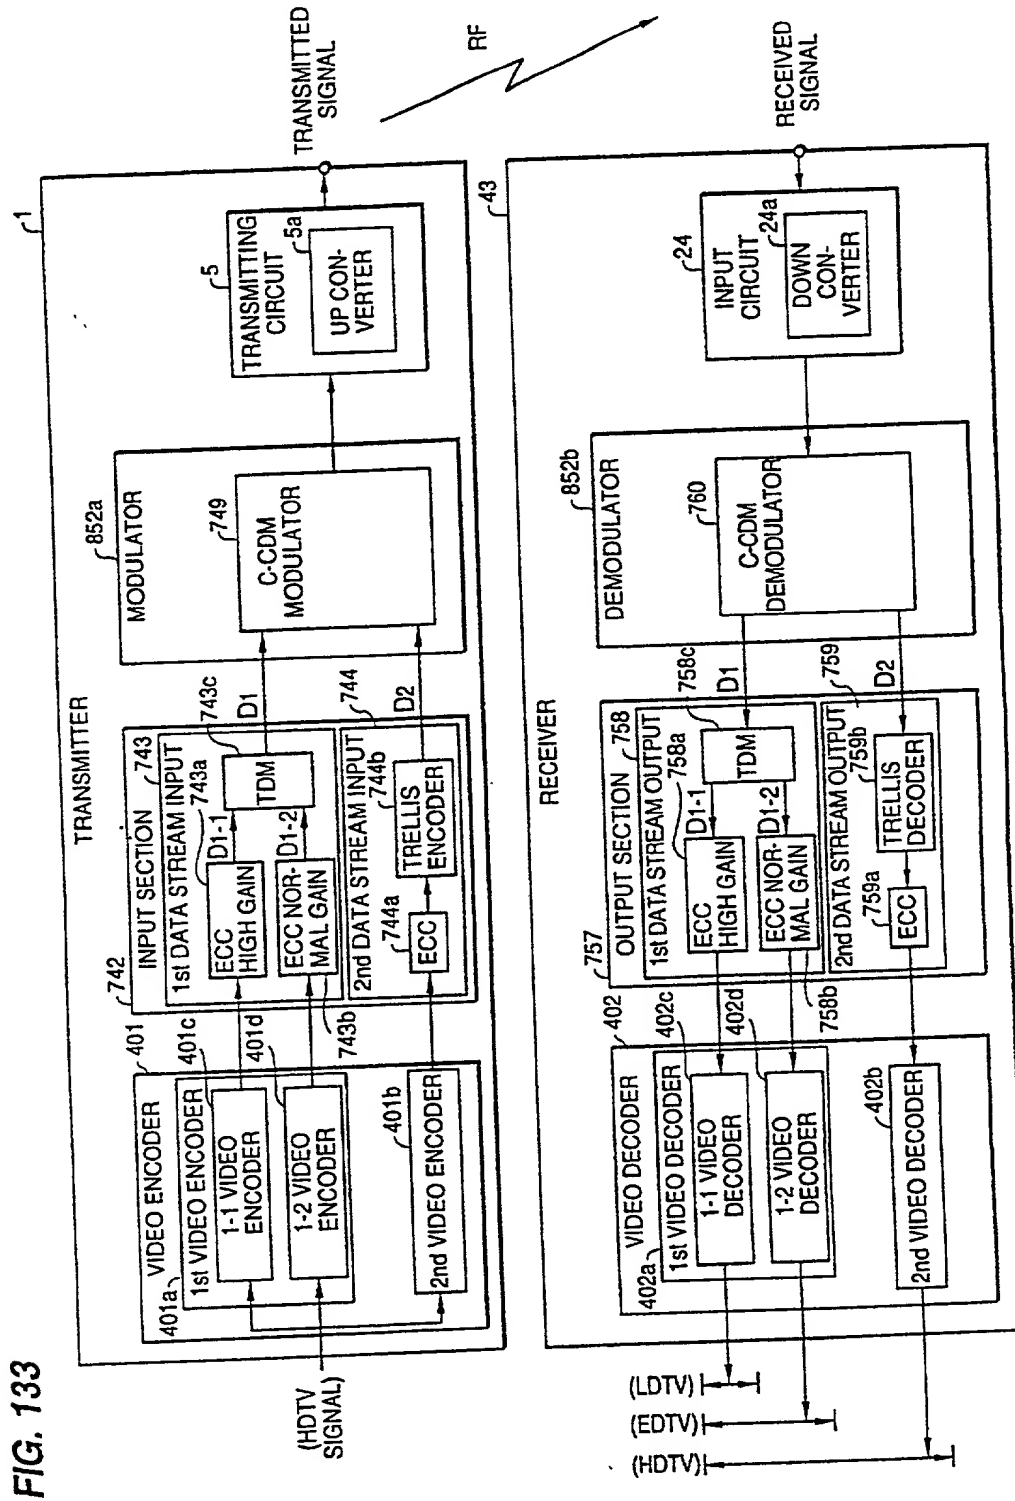 FIG. 133
TRANSMITTER
1
VIDEO ENCODER
401
401a
1st VIDEO ENCODER
401c
1-1 VIDEO
ENCODER
401d
1-2 VIDEO
ENCODER
401b
2nd VIDEO ENCODER
(HDTV
SIGNAL)
742
INPUT SECTION
743
1st DATA STREAM INPUT
743a
ECC
HIGH GAIN
D1-1
743c
TDM
ECC NOR-
MAL GAIN
D1-2
743b
744
2nd DATA STREAM INPUT
744a
ECC
744b
TRELLIS
ENCODER
D1
D2
852a
MODULATOR
749
C-CDM
MODULATOR
5
TRANSMITTING
CIRCUIT
5a
UP CON-
VERTER
TRANSMITTED
SIGNAL
RF
RECEIVER
43
VIDEO DECODER
402
402a
1st VIDEO DECODER
402c
1-1 VIDEO
DECODER
402d
1-2 VIDEO
DECODER
402b
2nd VIDEO DECODER
(LDTV)
(EDTV)
(HDTV)
757
OUTPUT SECTION
758
1st DATA STREAM OUTPUT
758a
ECC
HIGH GAIN
D1-1
758c
TDM
ECC NOR-
MAL GAIN
D1-2
758b
759
2nd DATA STREAM OUTPUT
759a
ECC
759b
TRELLIS
DECODER
D1
D2
852b
DEMODULATOR
760
C-CDM
DEMODULATOR
24
INPUT
CIRCUIT
24a
DOWN
CON-
VERTER
RECEIVED
SIGNAL